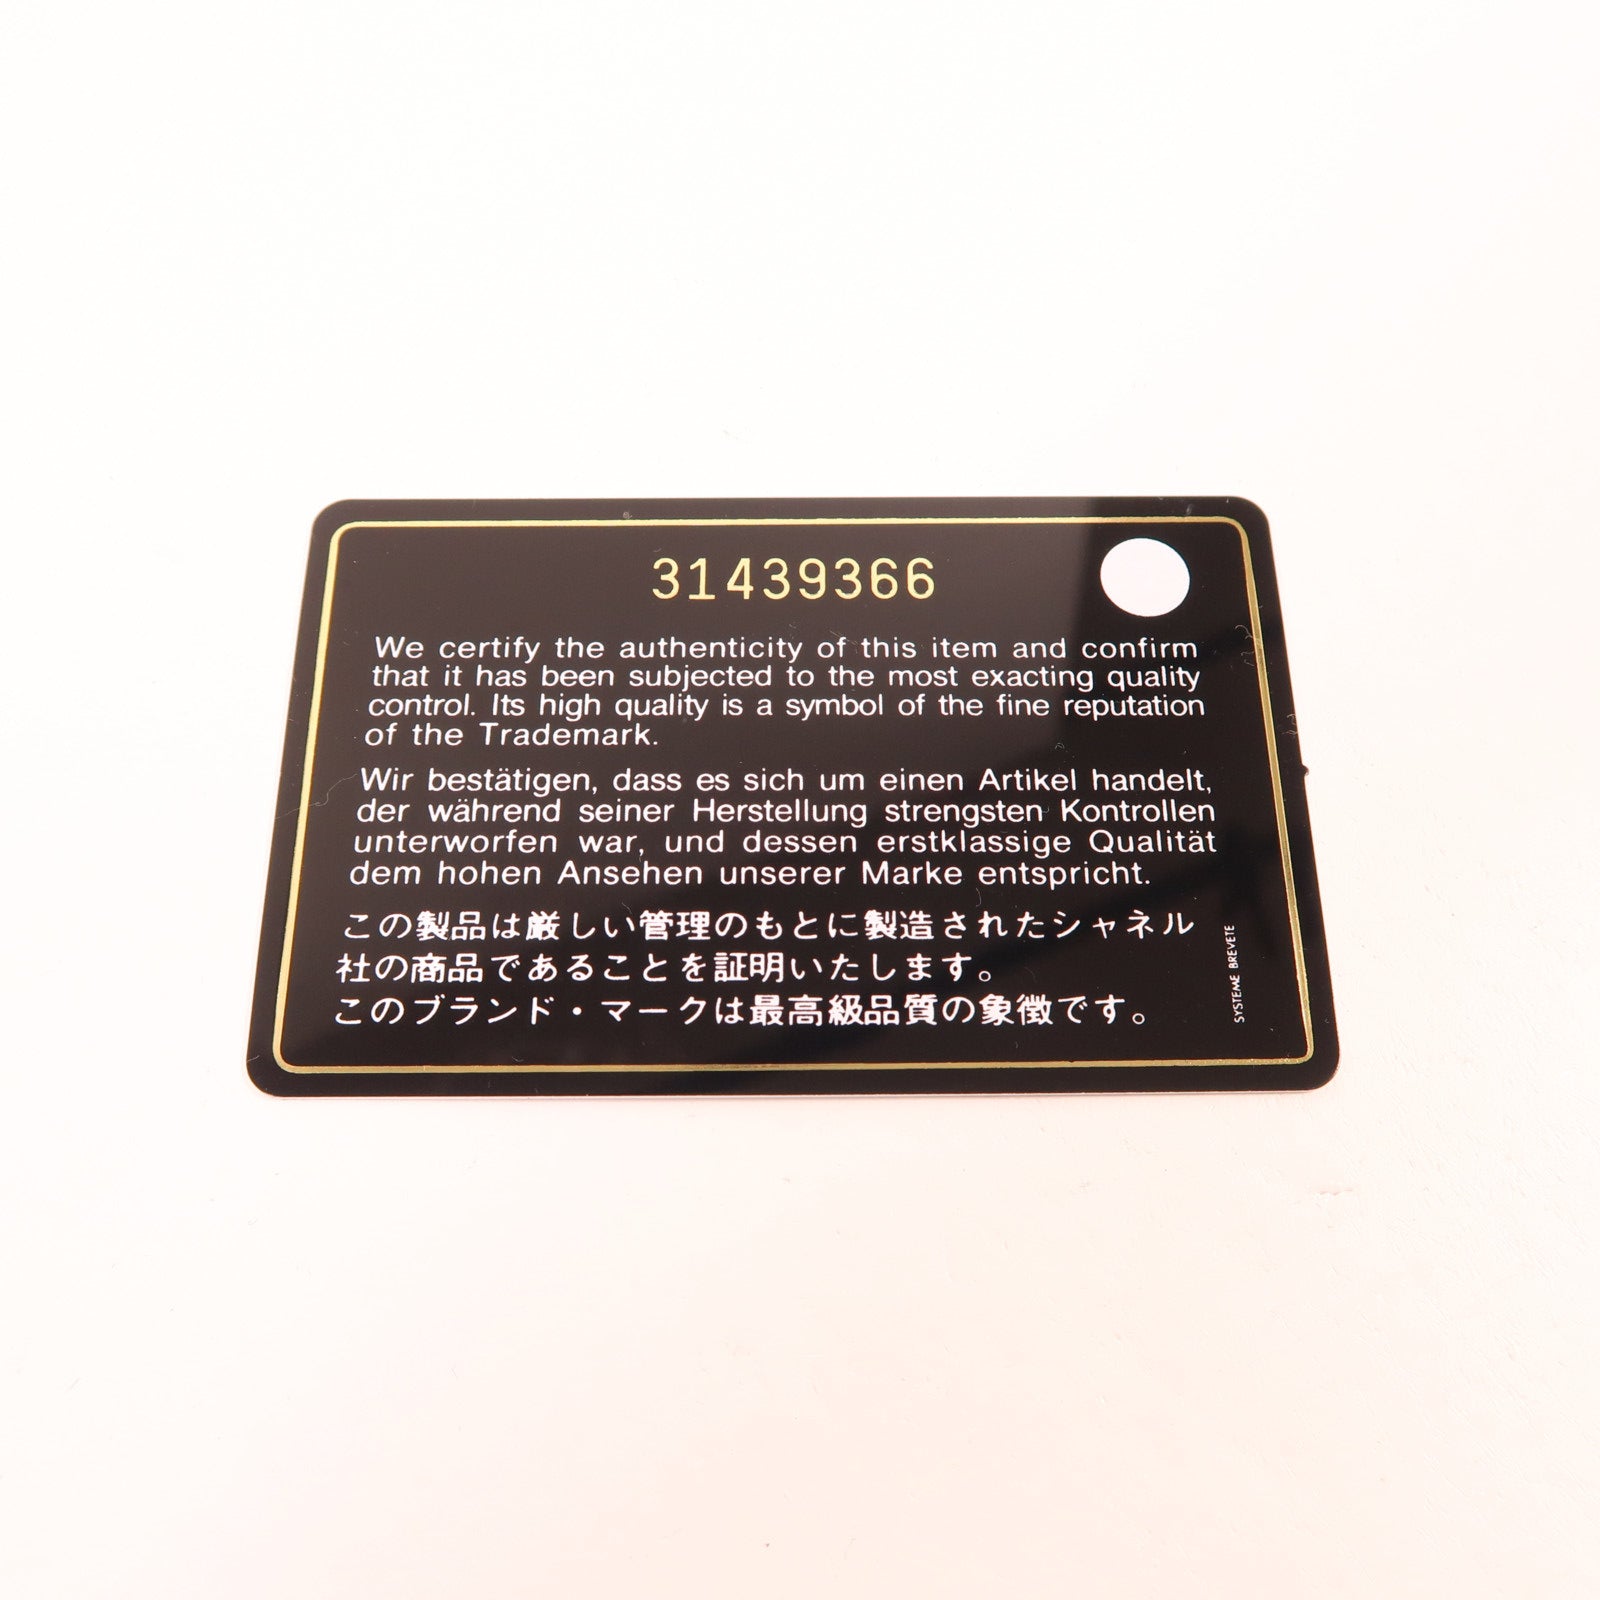 31439366
We certify the authenticity of this item and confirm
that it has been subjected to the most exacting quality
control. Its high quality is a symbol of the fine reputation
of the Trademark.
Wir bestätigen, dass es sich um einen Artikel handelt,
der während seiner Herstellung strengsten Kontrollen
unterworfen war, und dessen erstklassige Qualität
dem hohen Ansehen unserer Marke entspricht.
この製品は厳しい管理のもとに製造されたシャネル
社の商品であることを証明いたします。
このブランド・マークは最高級品質の象徴です。
SYSTEME BREVETE